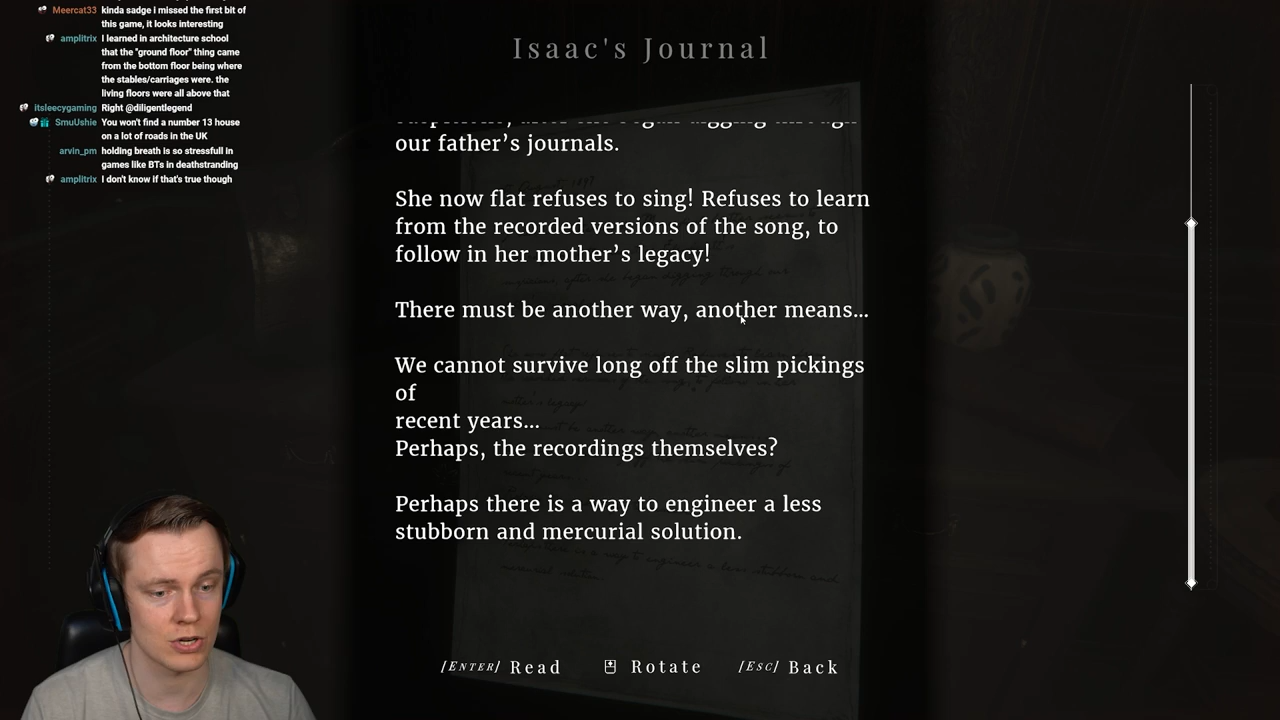 Meercat33 kinda sadge i missed the first bit of
this game, it looks interesting
amplitrix I learned in architecture school
that the "ground floor" thing came
from the bottom floor being where
the stables/carriages were. the
living floors were all above that
itsleecygaming Right @diligentlegend
SmuUshie You won't find a number 13 house
on a lot of roads in the UK
arvin_pm holding breath is so stressfull in
games like BTs in deathstranding
amplitrix I don't know if that's true though
Isaac's Journal
our father’s journals.
She now flat refuses to sing! Refuses to learn
from the recorded versions of the song, to
follow in her mother’s legacy!
There must be another way, another means...
We cannot survive long off the slim pickings
of
recent years...
Perhaps, the recordings themselves?
Perhaps there is a way to engineer a less
stubborn and mercurial solution.
[ENTER] Read Rotate [ESC] Back